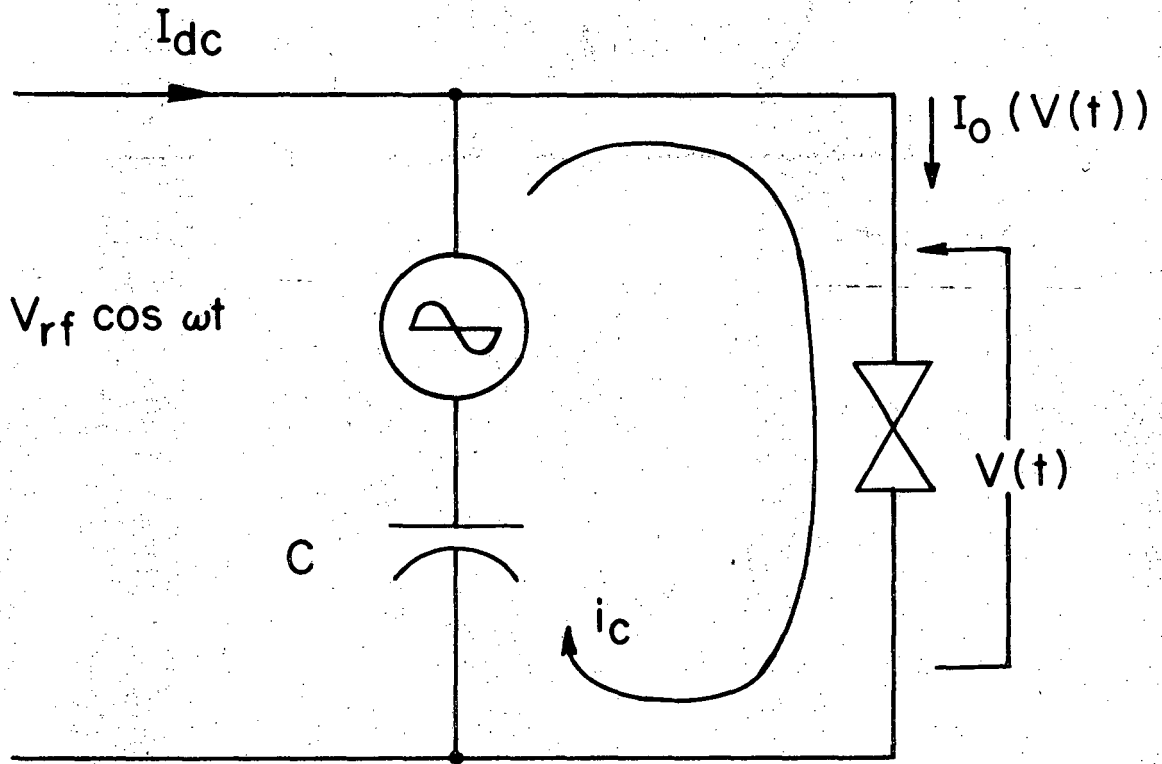 I_dc
I_o (V(t))
V_rf cos ωt
V(t)
C
i_c